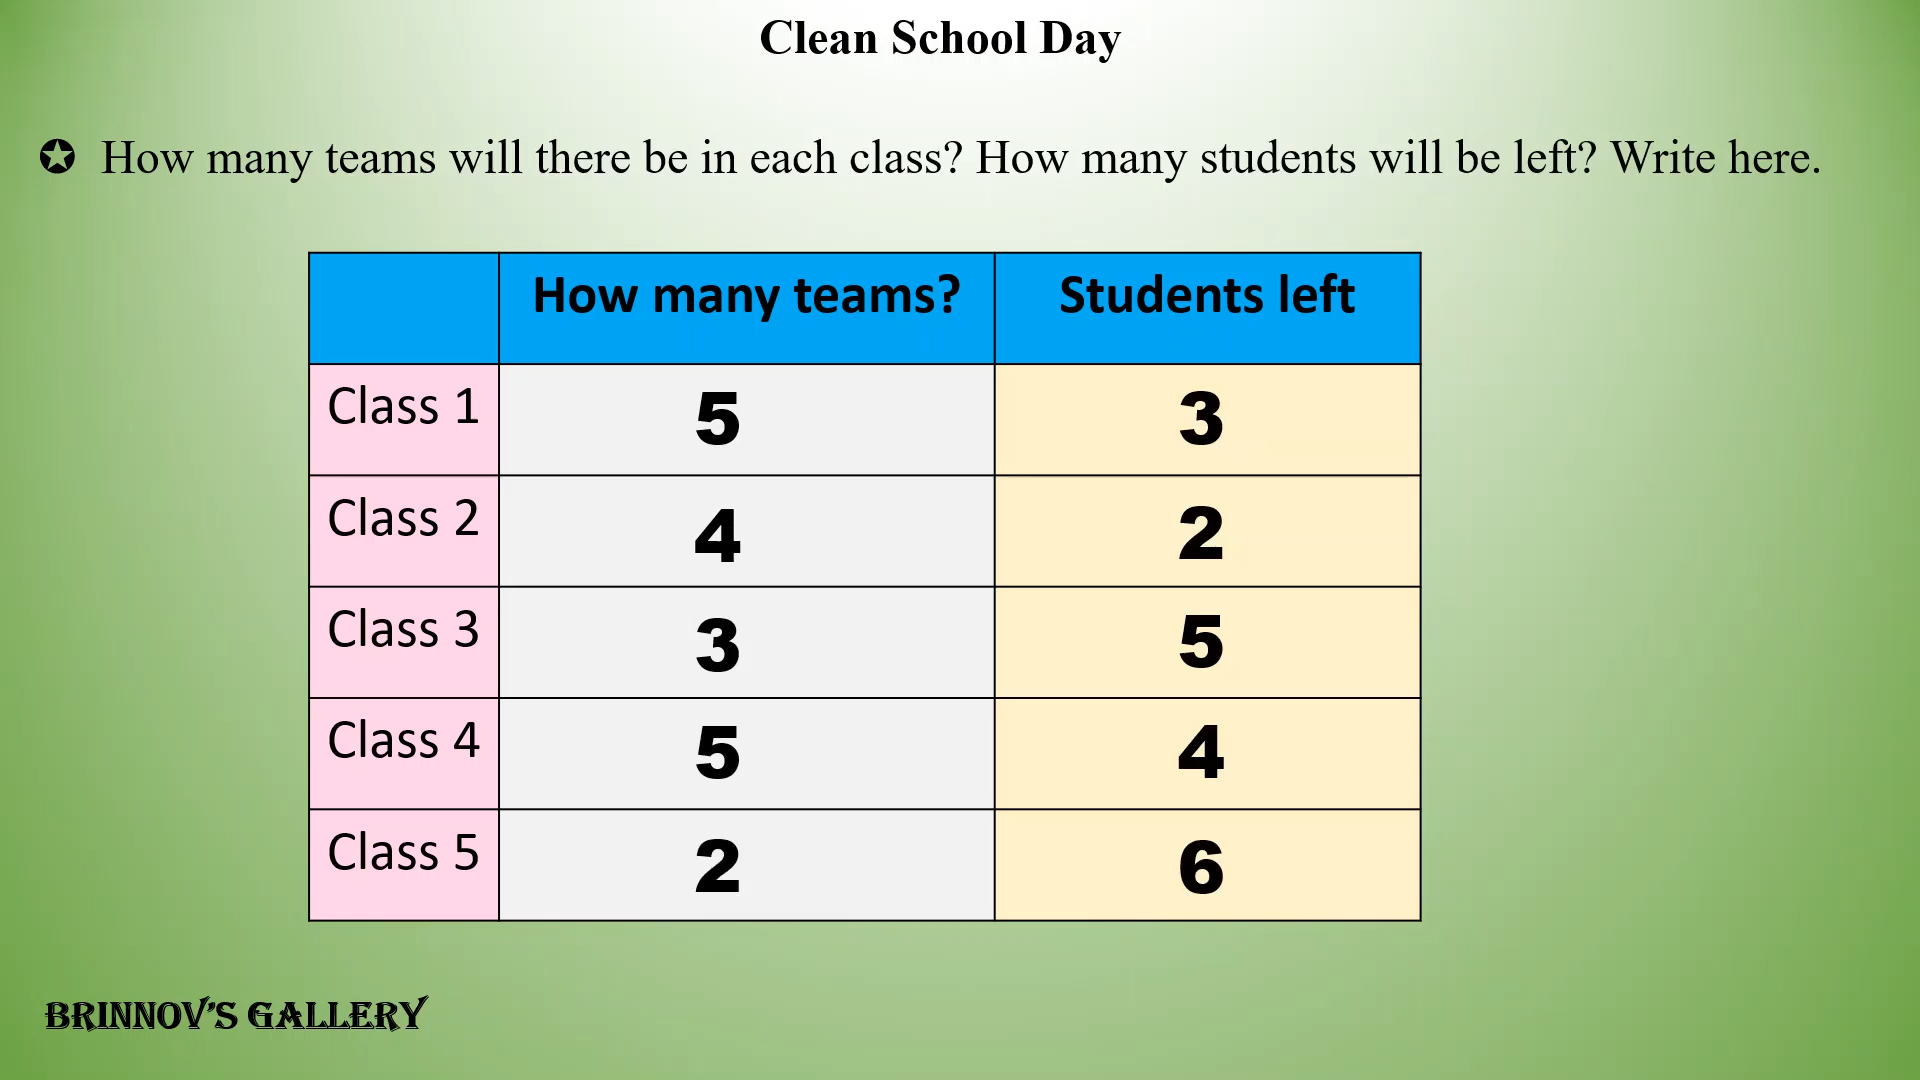 Clean School Day
✪ How many teams will there be in each class? How many students will be left? Write here.
How many teams? Students left
Class 1 5 3
Class 2 4 2
Class 3 3 5
Class 4 5 4
Class 5 2 6
BRINNOV'S GALLERY